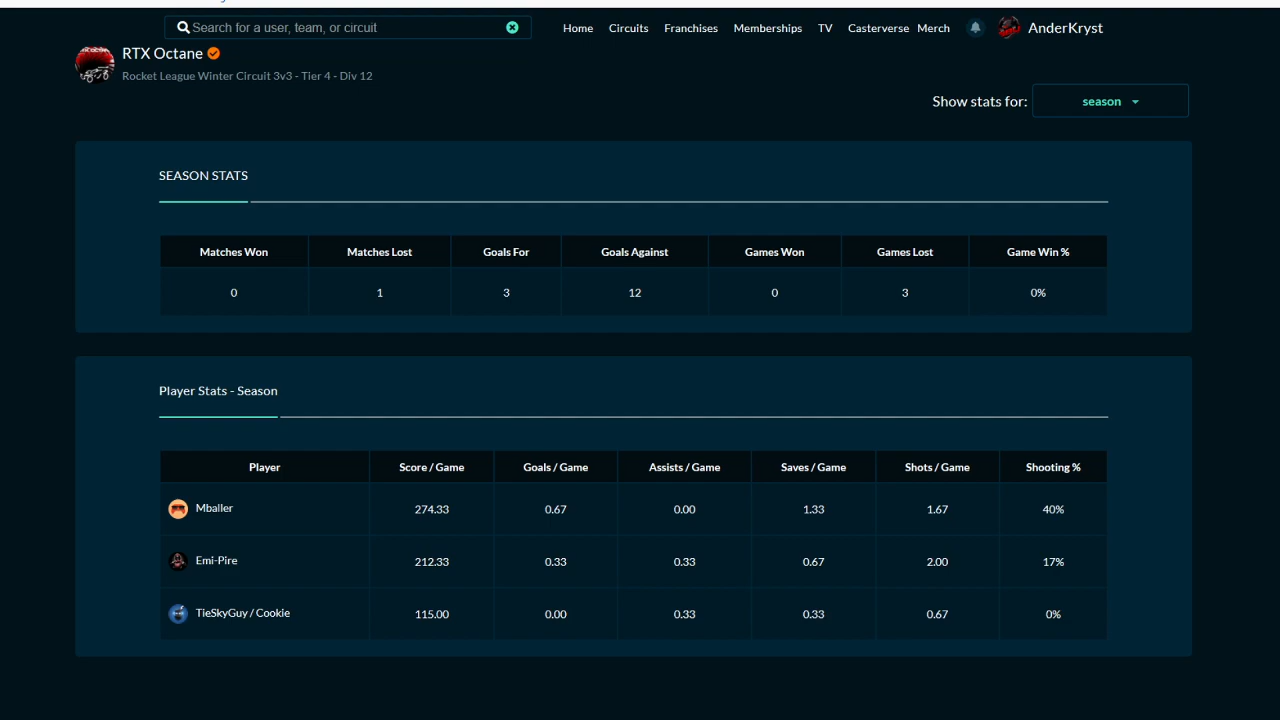 Search for a user, team, or circuit
Home Circuits Franchises Memberships TV Casterverse Merch AnderKryst
RTX Octane
Rocket League Winter Circuit 3v3 - Tier 4 - Div 12
Show stats for: season
SEASON STATS
Matches Won Matches Lost Goals For Goals Against Games Won Games Lost Game Win %
0 1 3 12 0 3 0%
Player Stats - Season
Player Score / Game Goals / Game Assists / Game Saves / Game Shots / Game Shooting %
Mballer 274.33 0.67 0.00 1.33 1.67 40%
Emi-Pire 212.33 0.33 0.33 0.67 2.00 17%
TieSkyGuy / Cookie 115.00 0.00 0.33 0.33 0.67 0%